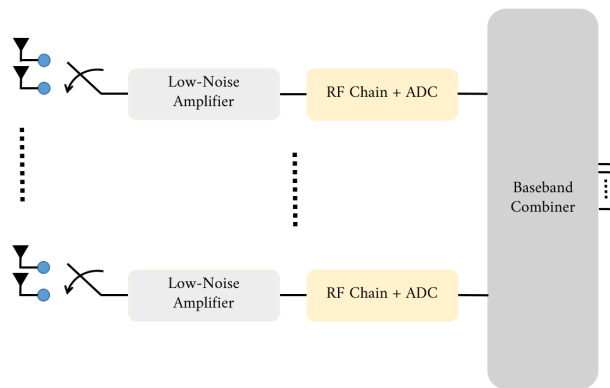 Low-Noise
Amplifier
RF Chain + ADC
Baseband
Combiner
Low-Noise
Amplifier
RF Chain + ADC